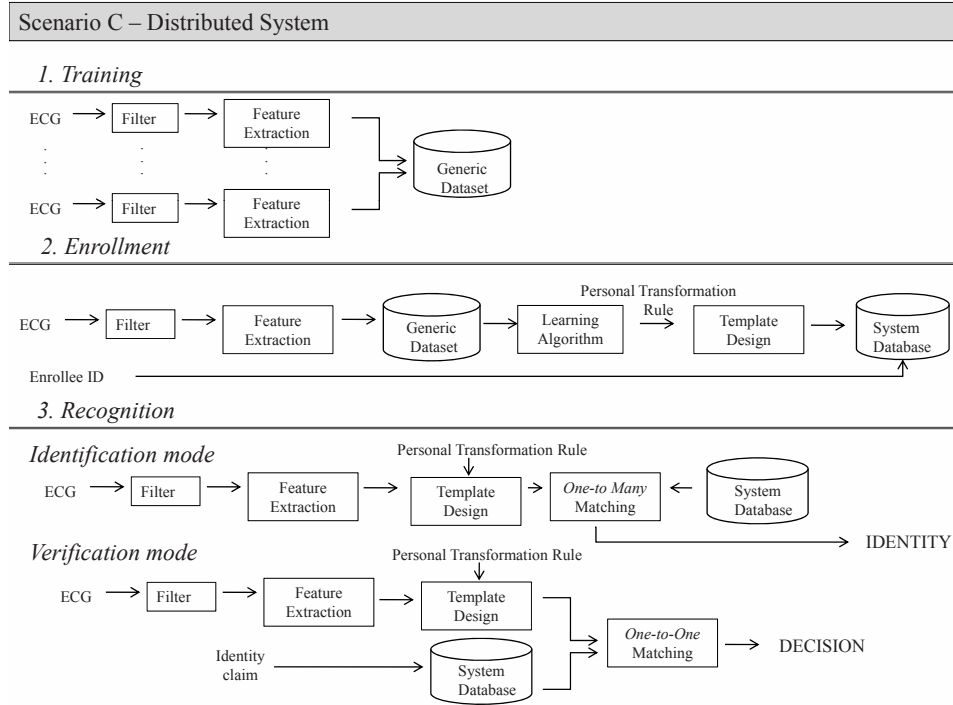 Scenario C – Distributed System
1. Training
ECG
Filter
Feature
Extraction
Generic
Dataset
ECG
Filter
Feature
Extraction
2. Enrollment
ECG
Filter
Feature
Extraction
Generic
Dataset
Learning
Algorithm
Personal Transformation
Rule
Template
Design
System
Database
Enrollee ID
3. Recognition
Identification mode
Personal Transformation Rule
ECG
Filter
Feature
Extraction
Template
Design
One-to Many
Matching
System
Database
IDENTITY
Verification mode
Personal Transformation Rule
ECG
Filter
Feature
Extraction
Template
Design
One-to-One
Matching
DECISION
Identity
claim
System
Database